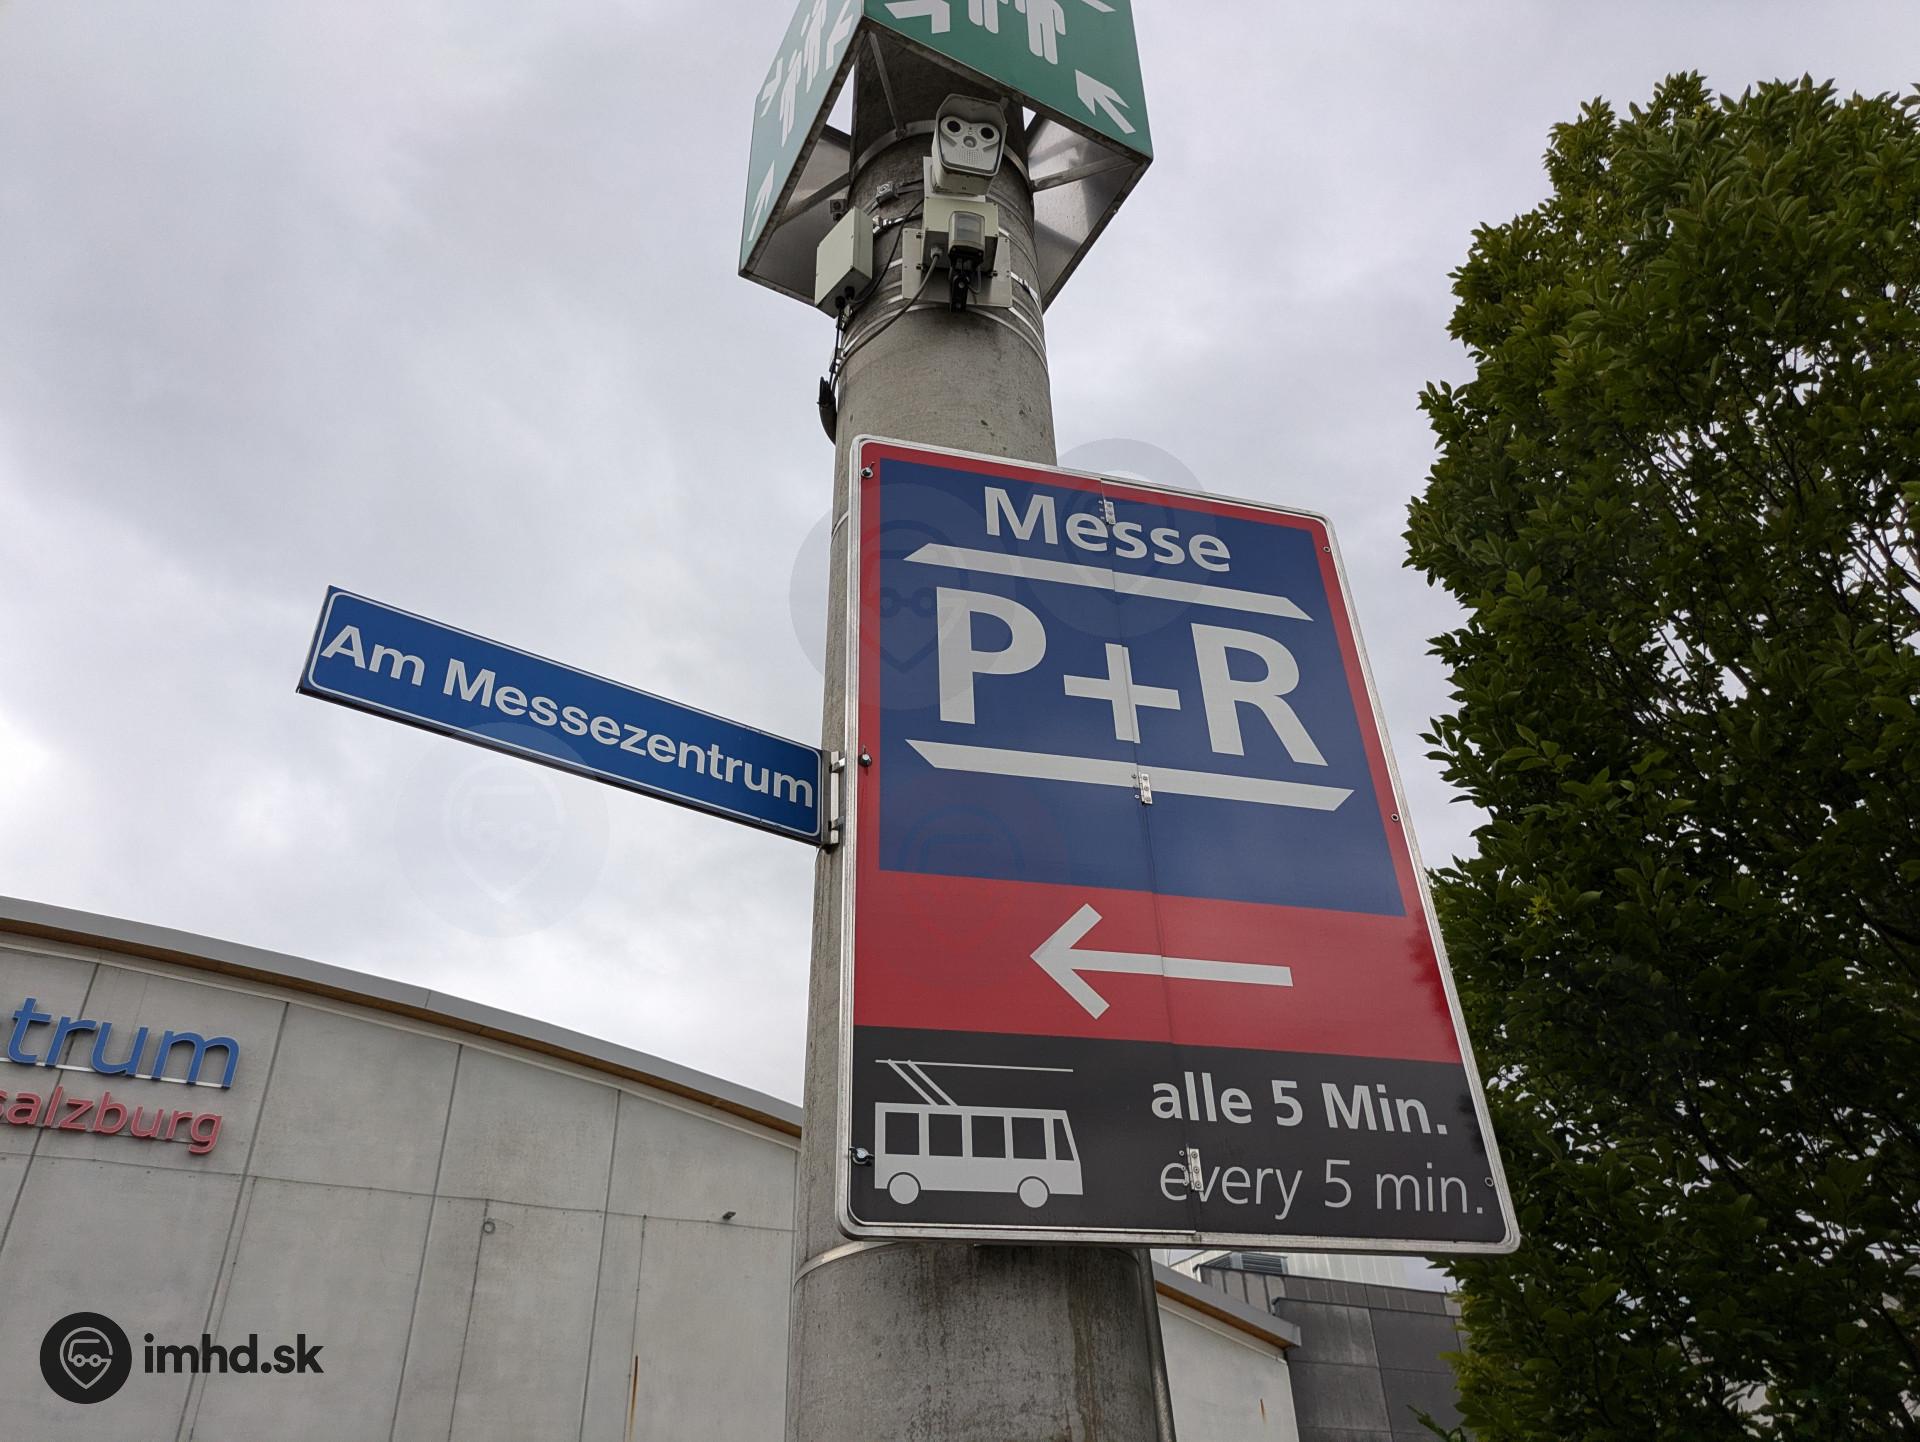 Messe
P+R
Am Messezentrum
trum
salzburg
alle 5 Min.
every 5 min.
imhd.sk